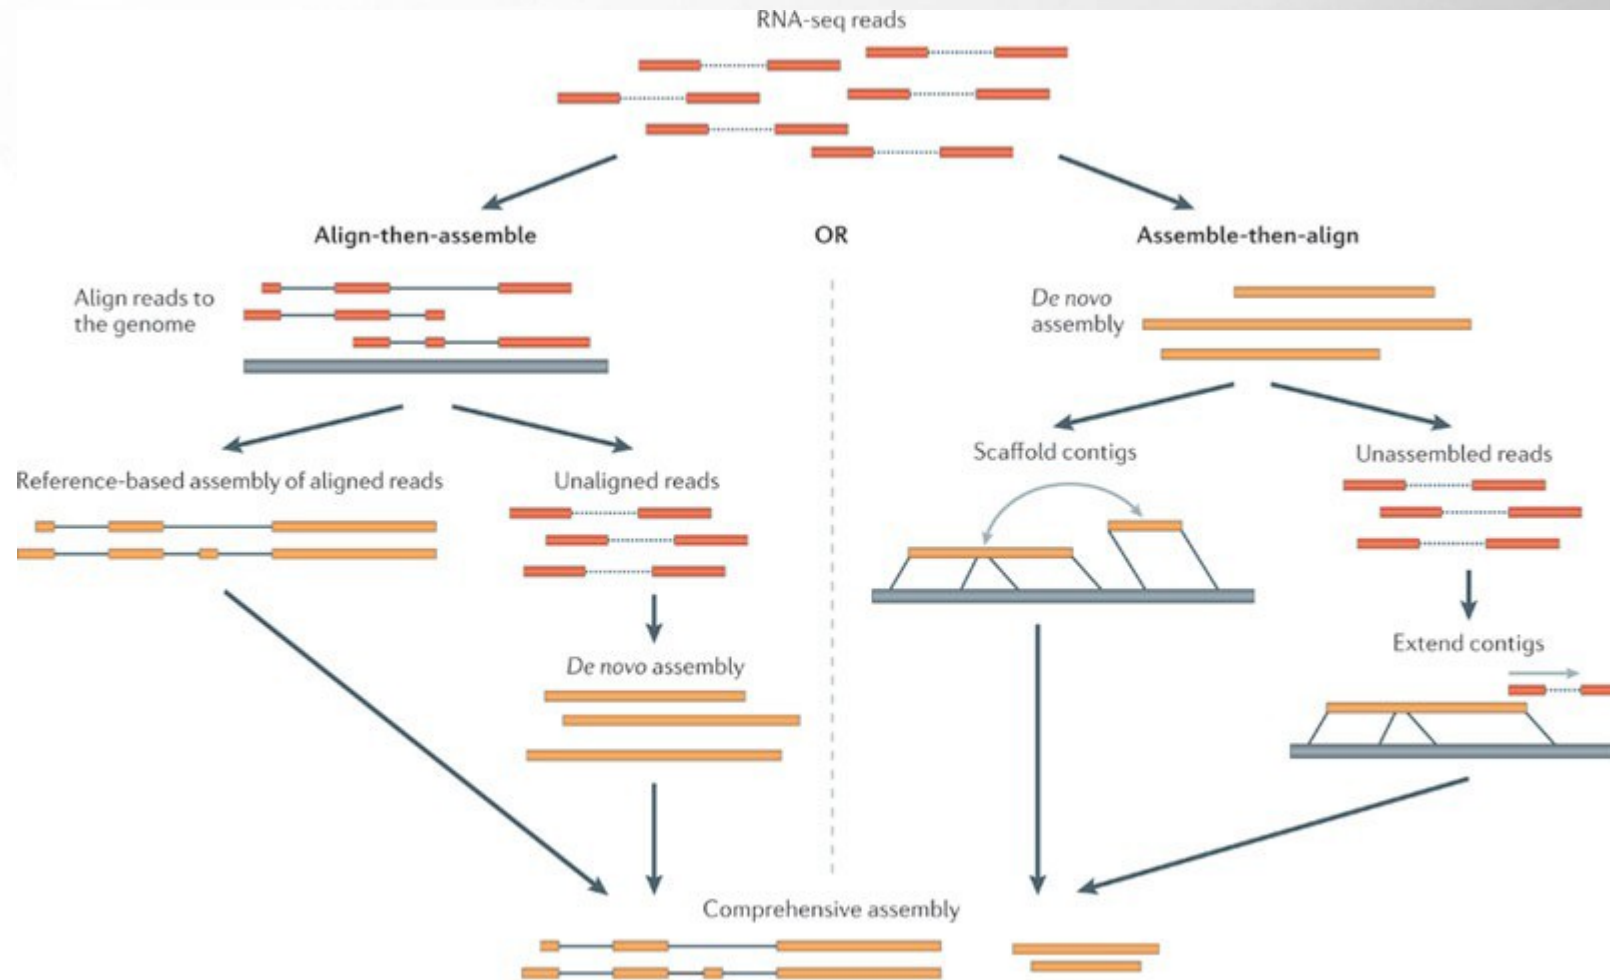 RNA-seq reads
Align-then-assemble
OR
Assemble-then-align
Align reads to
the genome
De novo
assembly
Reference-based assembly of aligned reads
Unaligned reads
Scaffold contigs
Unassembled reads
De novo assembly
Extend contigs
Comprehensive assembly